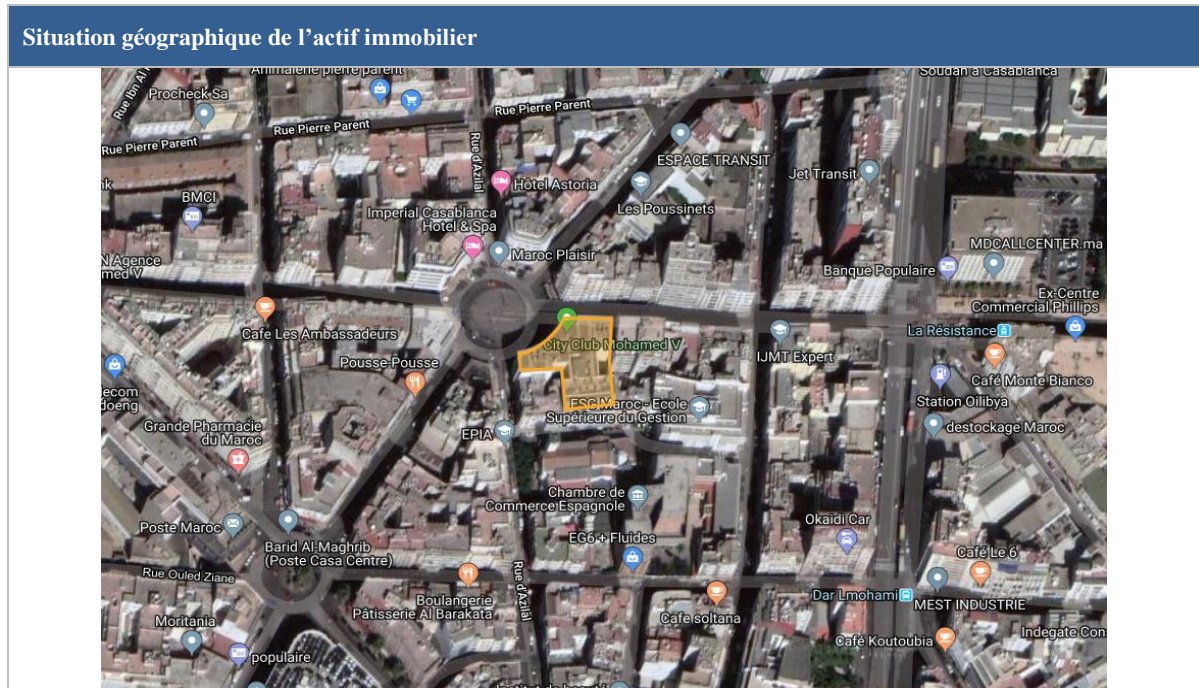 Situation géographique de l’actif immobilier
Animalerie pierre parent
Soudan à Casablanca
Procheck Sa
Rue Pierre Parent
Rue Pierre Parent
Rue Pierre Parent
Rue d'Azilal
ESPACE TRANSIT
Hôtel Astoria
Jet Transit
BMCI
Les Poussinets
Imperial Casablanca
Hotel & Spa
MDCALLCENTER.ma
Maroc Plaisir
N Agence
med V
Banque Populaire
Ex-Centre
Commercial Phillips
Cafe Les Ambassadeurs
La Résistance
City Club Mohamed V
IJMT Expert
Pousse-Pousse
Café Monte Bianco
ecom
doeng
ESG Maroc - Ecole
Supérieure du Gestion
Station Oilibya
Grande Pharmacie
du Maroc
EPIA
destockage Maroc
Chambre de
Commerce Espagnole
Poste Maroc
Okaidi Car
EG6 + Fluides
Barid Al-Maghrib
(Poste Casa Centre)
Café Le 6
Rue Ouled Ziane
Rue d'Azilal
Dar Lmohami
MEST INDUSTRIE
Boulangerie
Pâtisserie Al Barakata
Cafe soltana
Moritania
Café Koutoubia
Indegate Con
populaire